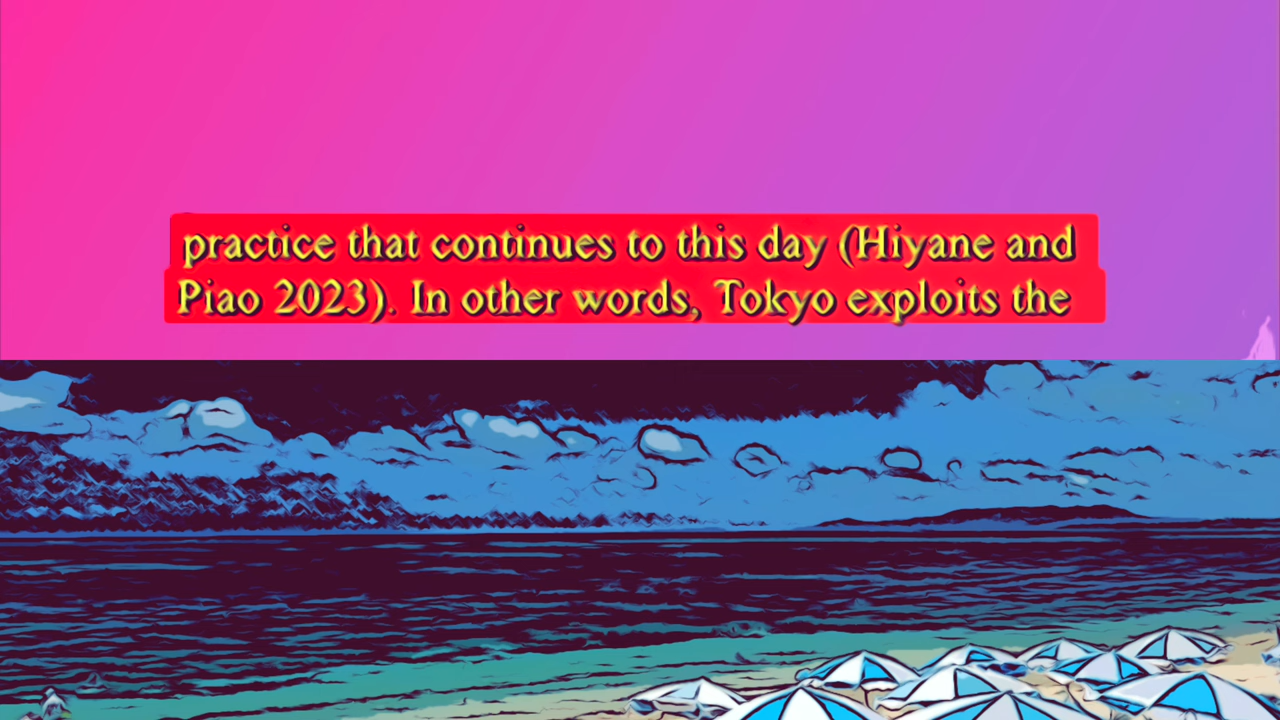 practice that continues to this day (Hiyane and
Piao 2023). In other words, Tokyo exploits the